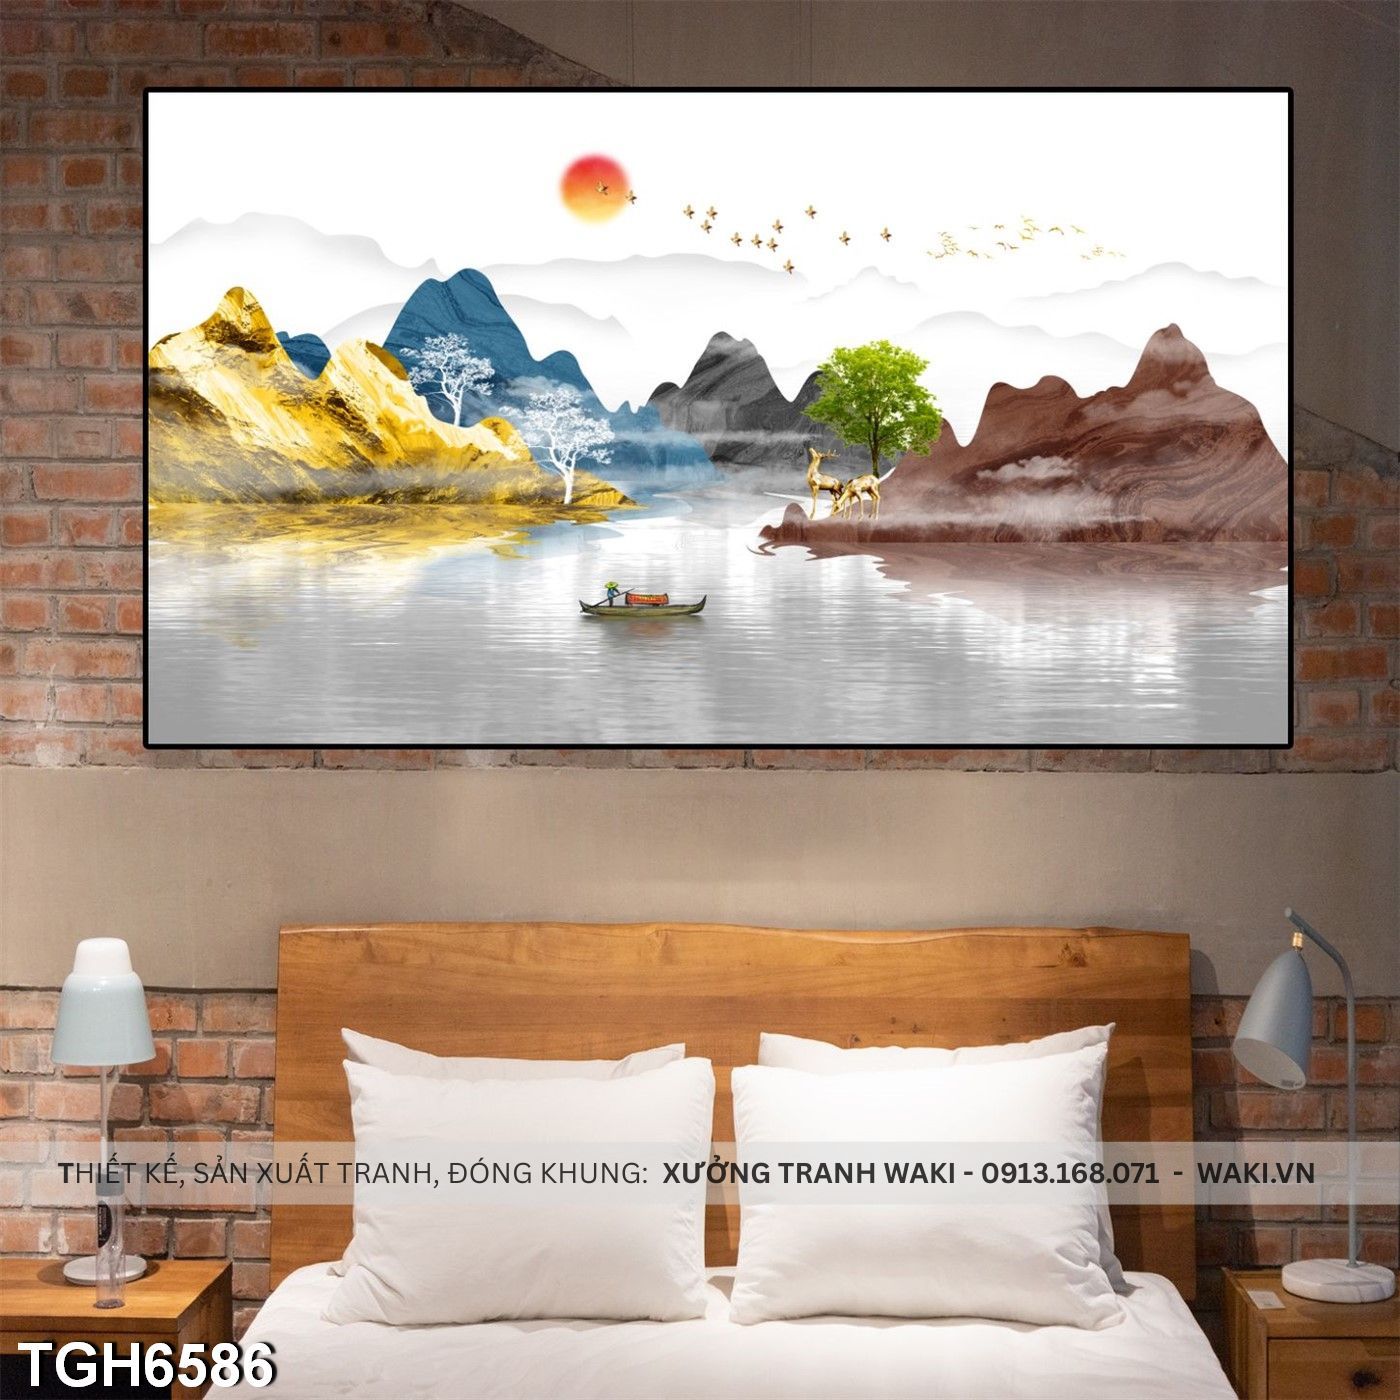 THIẾT KẾ, SẢN XUẤT TRANH, ĐÓNG KHUNG: XƯỞNG TRANH WAKI - 0913.168.071 - WAKI.VN
TGH6586